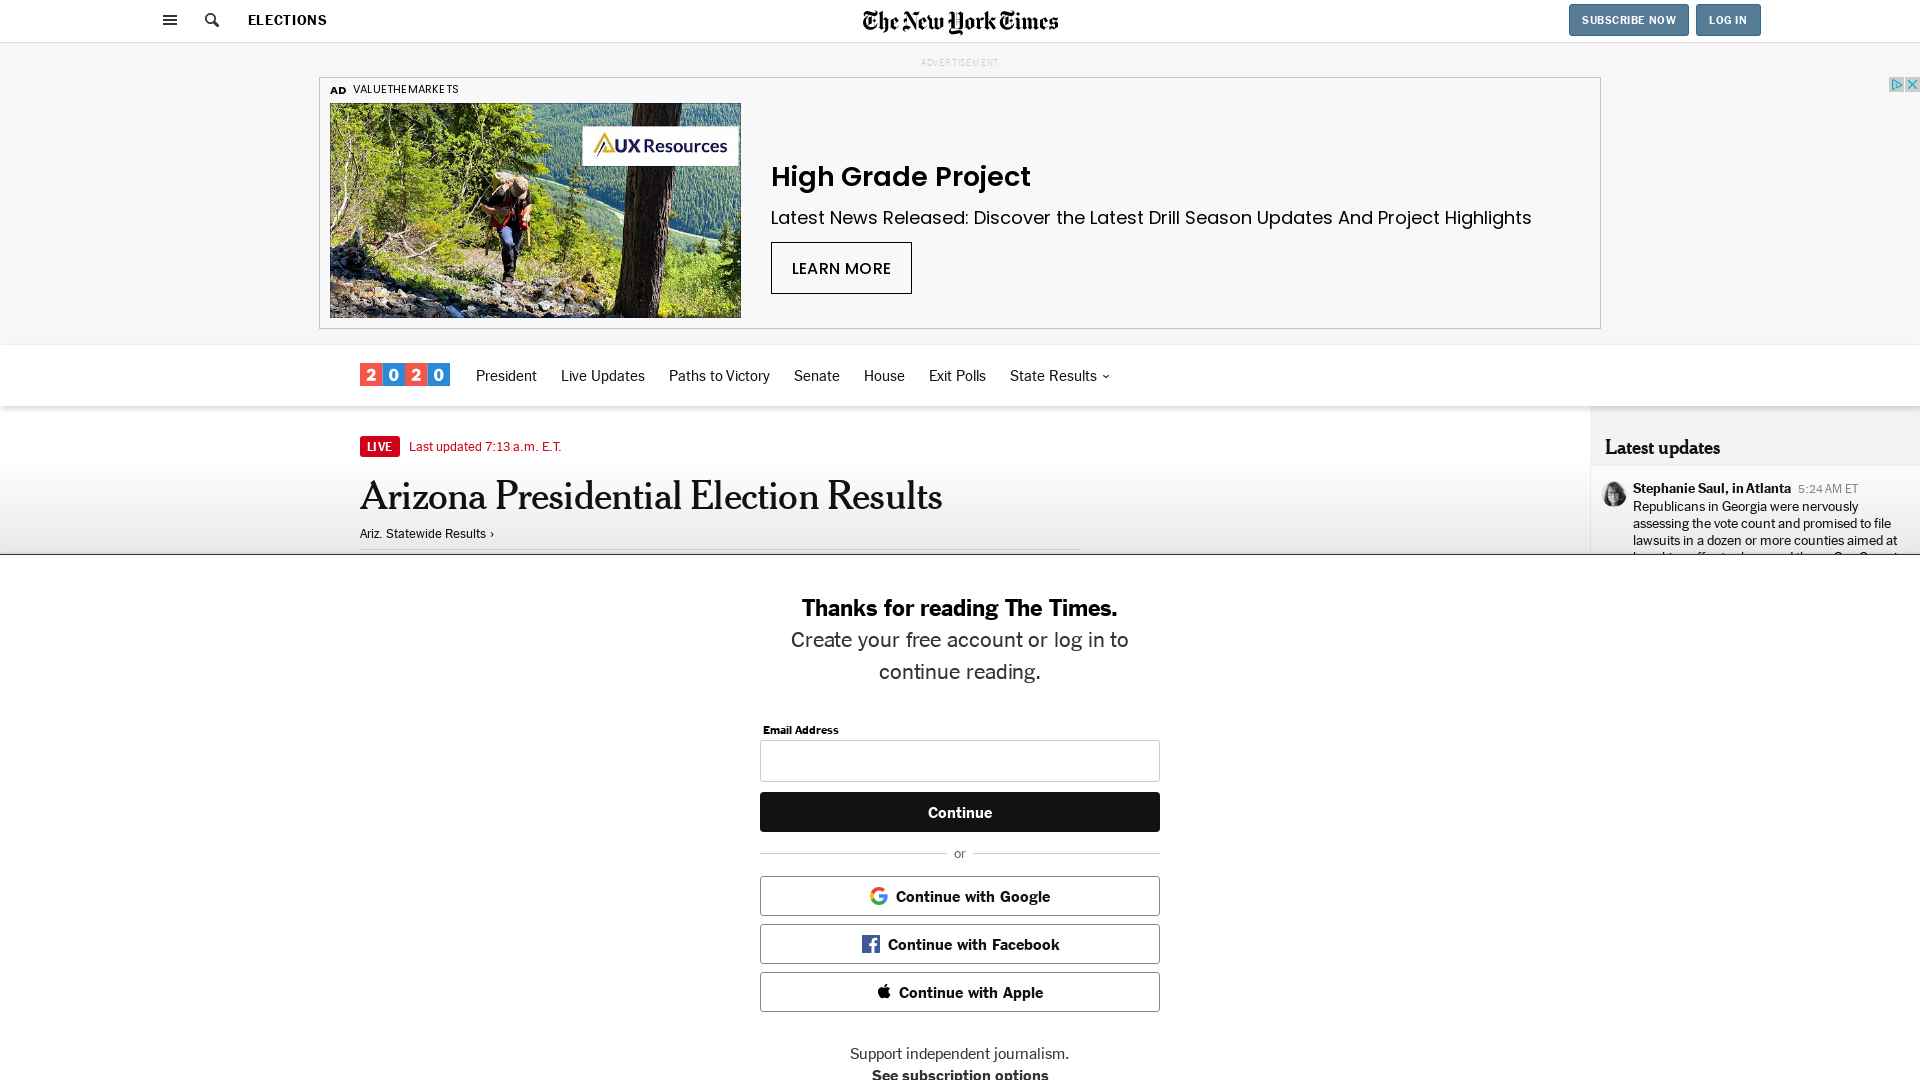 ELECTIONS
The New York Times
SUBSCRIBE NOW
LOG IN
ADVERTISEMENT
AD VALUETHEMARKETS
AUX Resources
High Grade Project
Latest News Released: Discover the Latest Drill Season Updates And Project Highlights
LEARN MORE
2020
President
Live Updates
Paths to Victory
Senate
House
Exit Polls
State Results
LIVE Last updated 7:13 a.m. E.T.
Arizona Presidential Election Results
Ariz. Statewide Results ›
Latest updates
Stephanie Saul, in Atlanta 5:24 AM ET
Republicans in Georgia were nervously
assessing the vote count and promised to file
lawsuits in a dozen or more counties aimed at
Thanks for reading The Times.
Create your free account or log in to
continue reading.
Email Address
Continue
or
Continue with Google
Continue with Facebook
Continue with Apple
Support independent journalism.
See subscription options